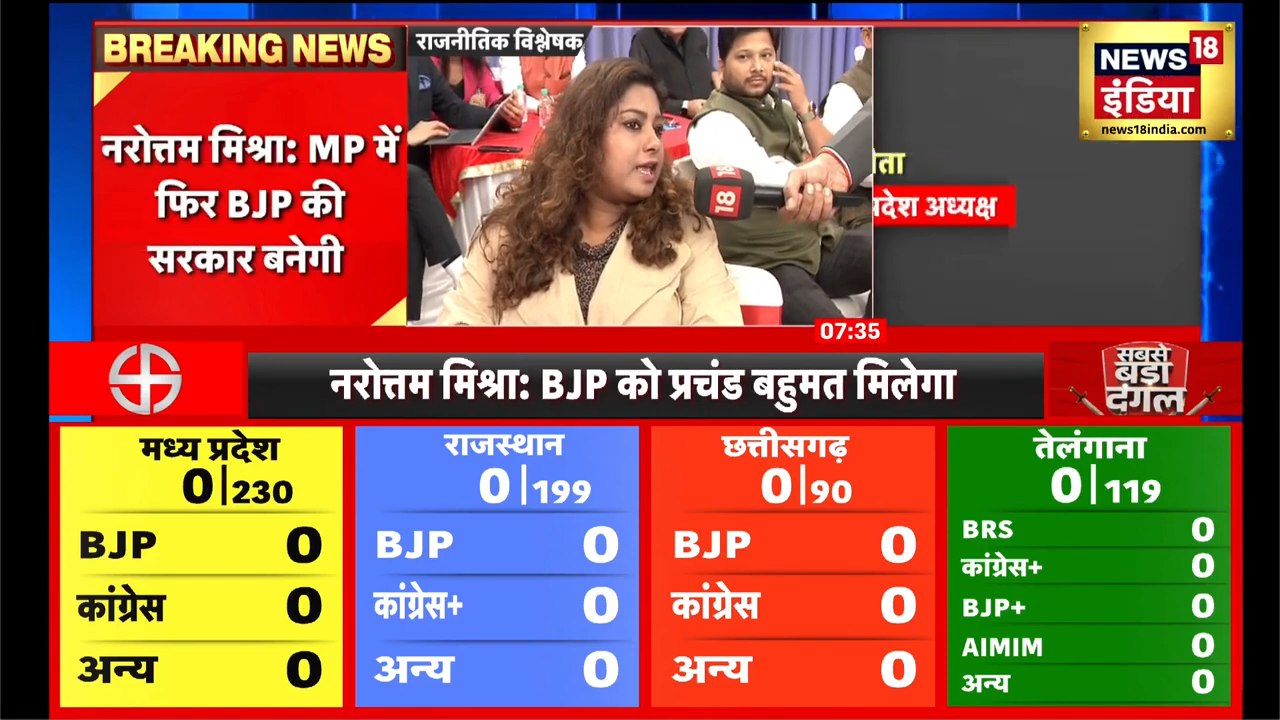 BREAKING NEWS
राजनीतिक विश्लेषक
NEWS 18
इंडिया
news18india.com
नरोत्तम मिश्रा: MP में
फिर BJP की
सरकार बनेगी
18
प्रदेश अध्यक्ष
07:35
नरोत्तम मिश्रा: BJP को प्रचंड बहुमत मिलेगा
सबसे
बड़ा
दंगल
मध्य प्रदेश
0|230
BJP 0
कांग्रेस 0
अन्य 0
राजस्थान
0|199
BJP 0
कांग्रेस+ 0
अन्य 0
छत्तीसगढ़
0|90
BJP 0
कांग्रेस 0
अन्य 0
तेलंगाना
0|119
BRS 0
कांग्रेस+ 0
BJP+ 0
AIMIM 0
अन्य 0